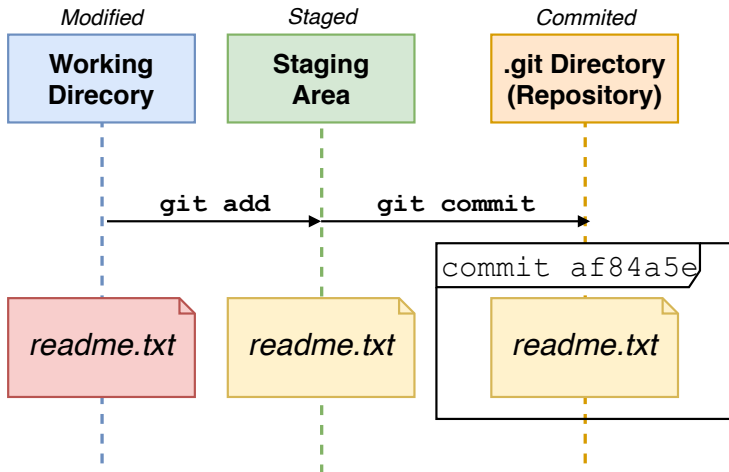 Modified
Staged
Commited
Working
Direcory
Staging
Area
.git Directory
(Repository)
git add
git commit
commit af84a5e
readme.txt
readme.txt
readme.txt